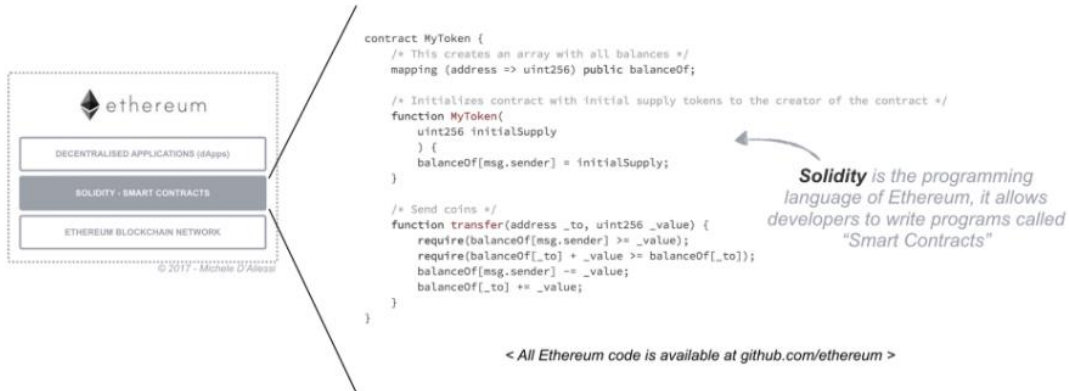 ethereum
DECENTRALISED APPLICATIONS (dApps)
SOLIDITY - SMART CONTRACTS
ETHEREUM BLOCKCHAIN NETWORK
© 2017 - Michele D'Aliessi
contract MyToken {
/* This creates an array with all balances */
mapping (address => uint256) public balanceOf;
/* Initializes contract with initial supply tokens to the creator of the contract */
function MyToken(
uint256 initialSupply
) {
balanceOf[msg.sender] = initialSupply;
}
/* Send coins */
function transfer(address _to, uint256 _value) {
require(balanceOf[msg.sender] >= _value);
require(balanceOf[_to] + _value >= balanceOf[_to]);
balanceOf[msg.sender] -= _value;
balanceOf[_to] += _value;
}
}
Solidity is the programming
language of Ethereum, it allows
developers to write programs called
“Smart Contracts”
< All Ethereum code is available at github.com/ethereum >